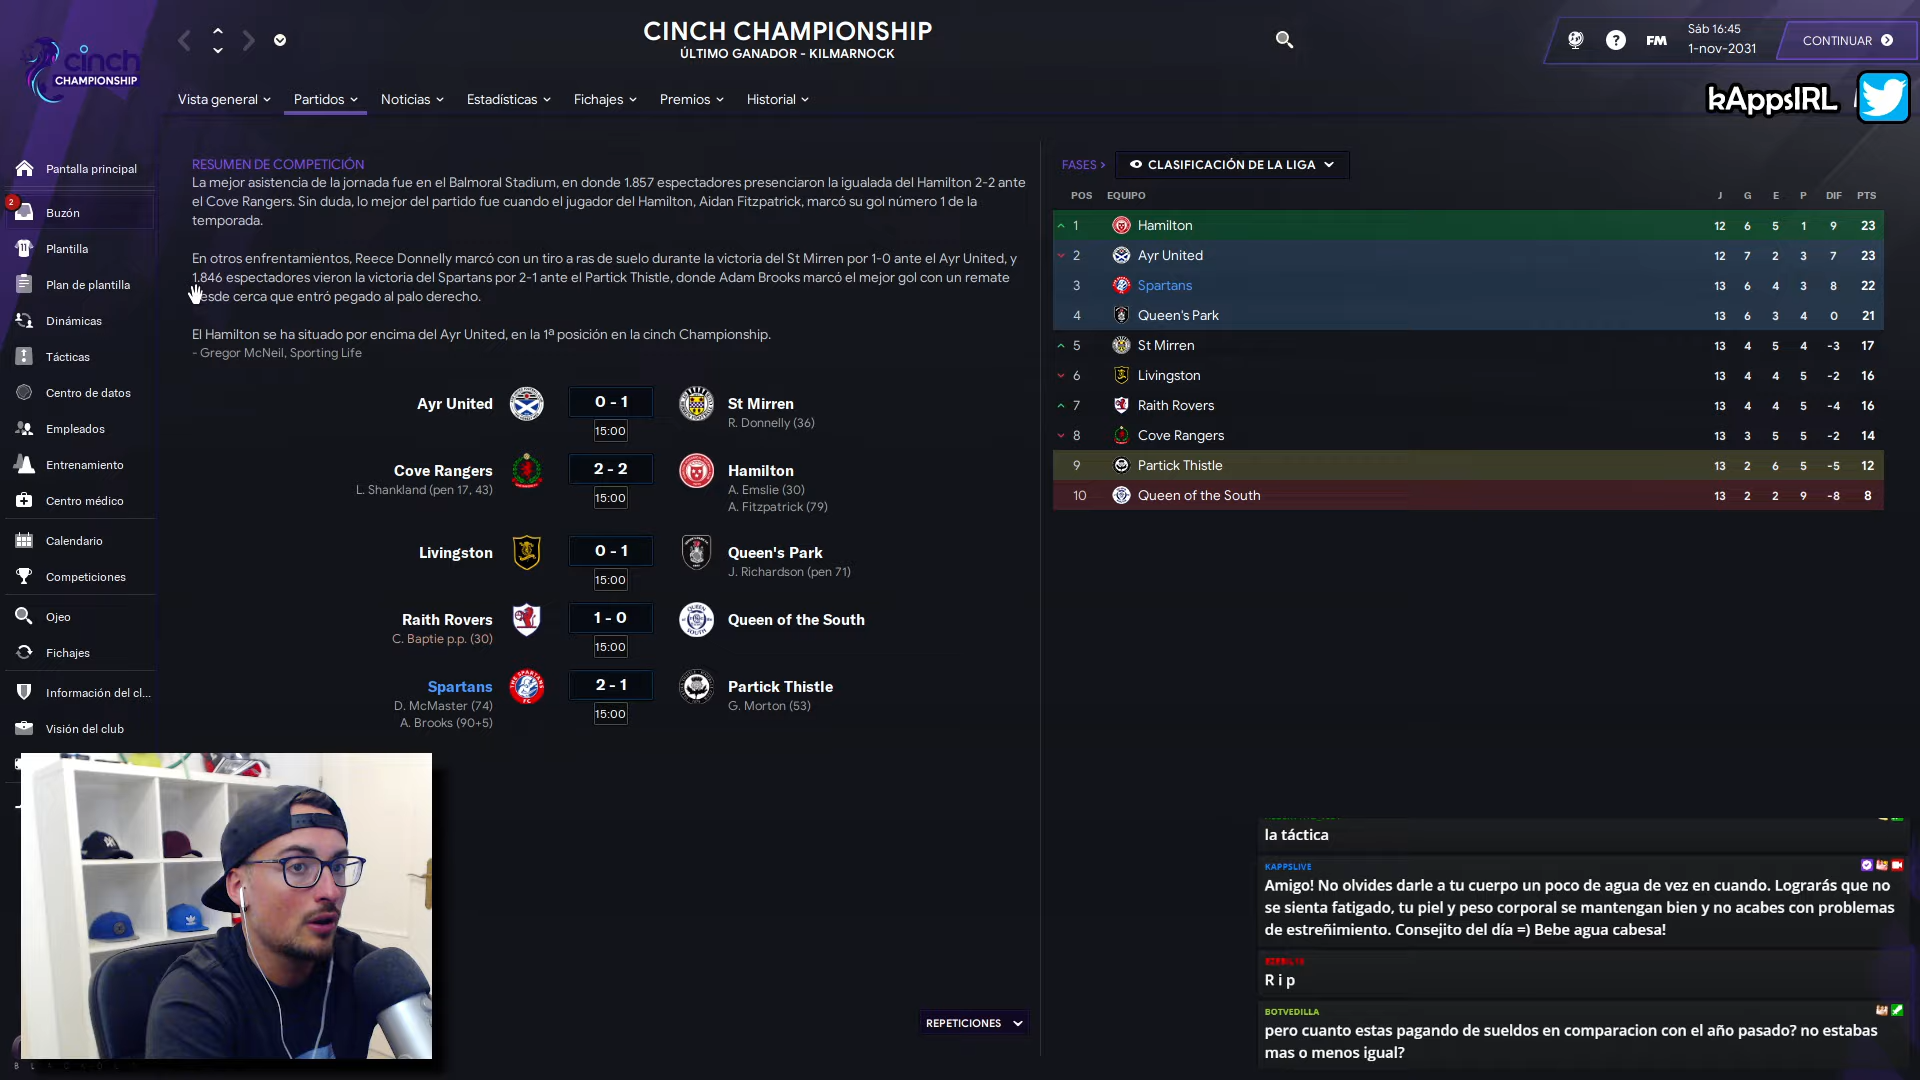 CINCH CHAMPIONSHIP
ÚLTIMO GANADOR - KILMARNOCK
cinch
CHAMPIONSHIP
FM
Sáb 16:45
1-nov-2031
CONTINUAR
kAppsIRL
Vista general
Partidos
Noticias
Estadísticas
Fichajes
Premios
Historial
Pantalla principal
2
Buzón
Plantilla
Plan de plantilla
Dinámicas
Tácticas
Centro de datos
Empleados
Entrenamiento
Centro médico
Calendario
Competiciones
Ojeo
Fichajes
Información del cl...
Visión del club
RESUMEN DE COMPETICIÓN
La mejor asistencia de la jornada fue en el Balmoral Stadium, en donde 1.857 espectadores presenciaron la igualada del Hamilton 2-2 ante
el Cove Rangers. Sin duda, lo mejor del partido fue cuando el jugador del Hamilton, Aidan Fitzpatrick, marcó su gol número 1 de la
temporada.
En otros enfrentamientos, Reece Donnelly marcó con un tiro a ras de suelo durante la victoria del St Mirren por 1-0 ante el Ayr United, y
1.846 espectadores vieron la victoria del Spartans por 2-1 ante el Partick Thistle, donde Adam Brooks marcó el mejor gol con un remate
desde cerca que entró pegado al palo derecho.
El Hamilton se ha situado por encima del Ayr United, en la 1ª posición en la cinch Championship.
- Gregor McNeil, Sporting Life
Ayr United 0 - 1 St Mirren
R. Donnelly (36)
15:00
Cove Rangers 2 - 2 Hamilton
L. Shankland (pen 17, 43) A. Emslie (30)
15:00 A. Fitzpatrick (79)
Livingston 0 - 1 Queen's Park
J. Richardson (pen 71)
15:00
Raith Rovers 1 - 0 Queen of the South
C. Baptie p.p. (30)
15:00
Spartans 2 - 1 Partick Thistle
D. McMaster (74) G. Morton (53)
15:00
A. Brooks (90+5)
REPETICIONES
FASES > CLASIFICACIÓN DE LA LIGA
POS EQUIPO J G E P DIF PTS
1 Hamilton 12 6 5 1 9 23
2 Ayr United 12 7 2 3 7 23
3 Spartans 13 6 4 3 8 22
4 Queen's Park 13 6 3 4 0 21
5 St Mirren 13 4 5 4 -3 17
6 Livingston 13 4 4 5 -2 16
7 Raith Rovers 13 4 4 5 -4 16
8 Cove Rangers 13 3 5 5 -2 14
9 Partick Thistle 13 2 6 5 -5 12
10 Queen of the South 13 2 2 9 -8 8
la táctica
KAPPSLIVE
Amigo! No olvides darle a tu cuerpo un poco de agua de vez en cuando. Lograrás que no
se sienta fatigado, tu piel y peso corporal se mantengan bien y no acabes con problemas
de estreñimiento. Consejito del día =) Bebe agua cabesa!
R i p
BOTVEDILLA
pero cuanto estas pagando de sueldos en comparacion con el año pasado? no estabas
mas o menos igual?